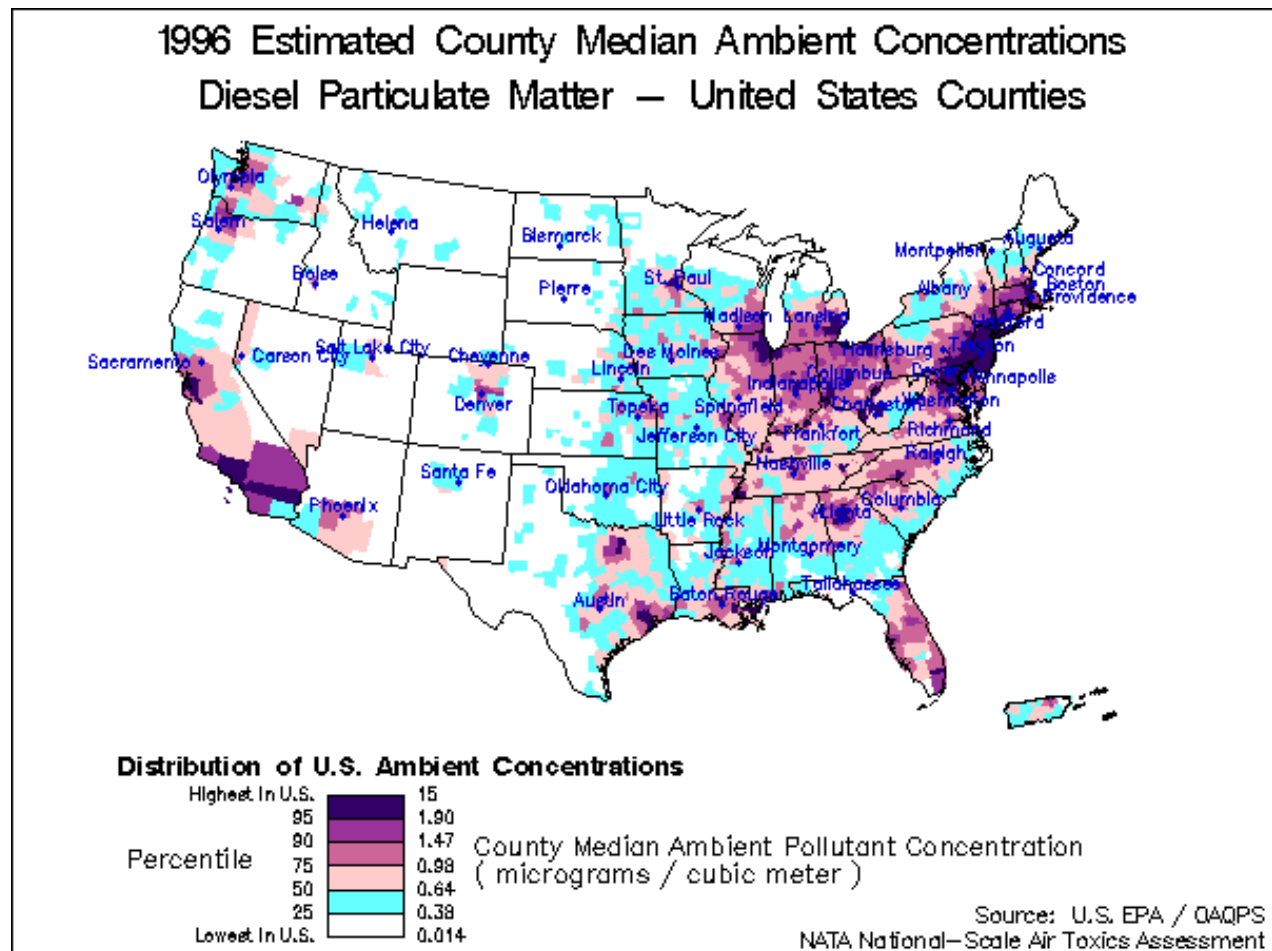 1996 Estimated County Median Ambient Concentrations
Diesel Particulate Matter — United States Counties
Olympia
Salem
Helena
Boise
Bismarck
Pierre
St. Paul
Montpelier
Augusta
Concord
Albany
Boston
Providence
Hartford
Madison
Lansing
Sacramento
Carson City
Salt Lake City
Cheyenne
Denver
Lincoln
Des Moines
Harrisburg
Trenton
Columbus
Indianapolis
Annapolis
Washington
Charleston
Topeka
Springfield
Jefferson City
Frankfort
Richmond
Raleigh
Nashville
Santa Fe
Oklahoma City
Phoenix
Little Rock
Columbia
Atlanta
Jackson
Montgomery
Tallahassee
Baton Rouge
Austin
Distribution of U.S. Ambient Concentrations
Highest In U.S. 15
95 1.90
90 1.47
75 0.98
50 0.64
25 0.38
Lowest In U.S. 0.014
Percentile
County Median Ambient Pollutant Concentration
( micrograms / cubic meter )
Source: U.S. EPA / OAQPS
NATA National—Scale Air Toxics Assessment